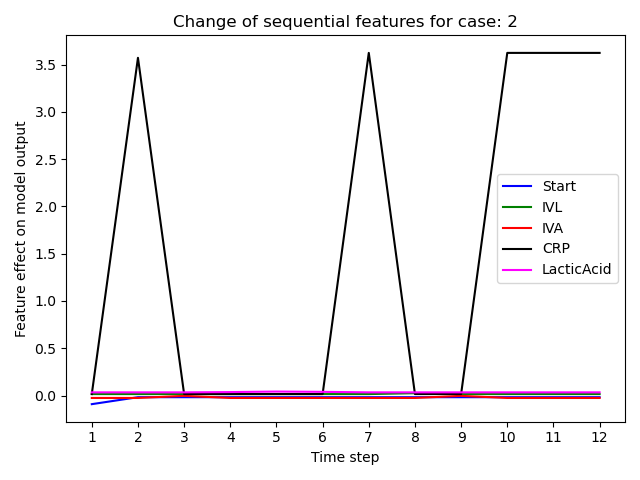 Change of sequential features for case: 2
Feature effect on model output
3.5
3.0
2.5
2.0
1.5
1.0
0.5
0.0
Start
IVL
IVA
CRP
LacticAcid
1 2 3 4 5 6 7 8 9 10 11 12
Time step